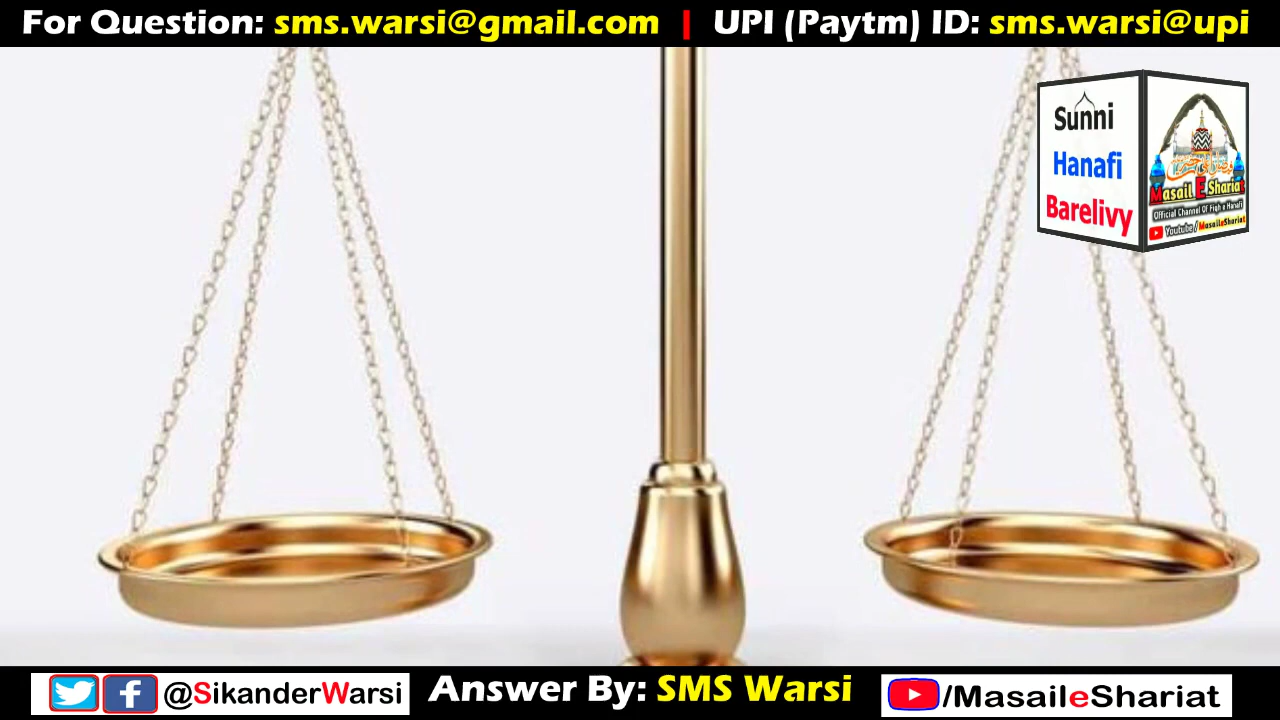 For Question: sms.warsi@gmail.com | UPI (Paytm) ID: sms.warsi@upi
Sunni
Hanafi
Barelivy
Masail E Shariat
Official Channel Of Fiqh e Hanafi
Youtube/MasaileShariat
@SikanderWarsi
Answer By: SMS Warsi
/MasaileShariat